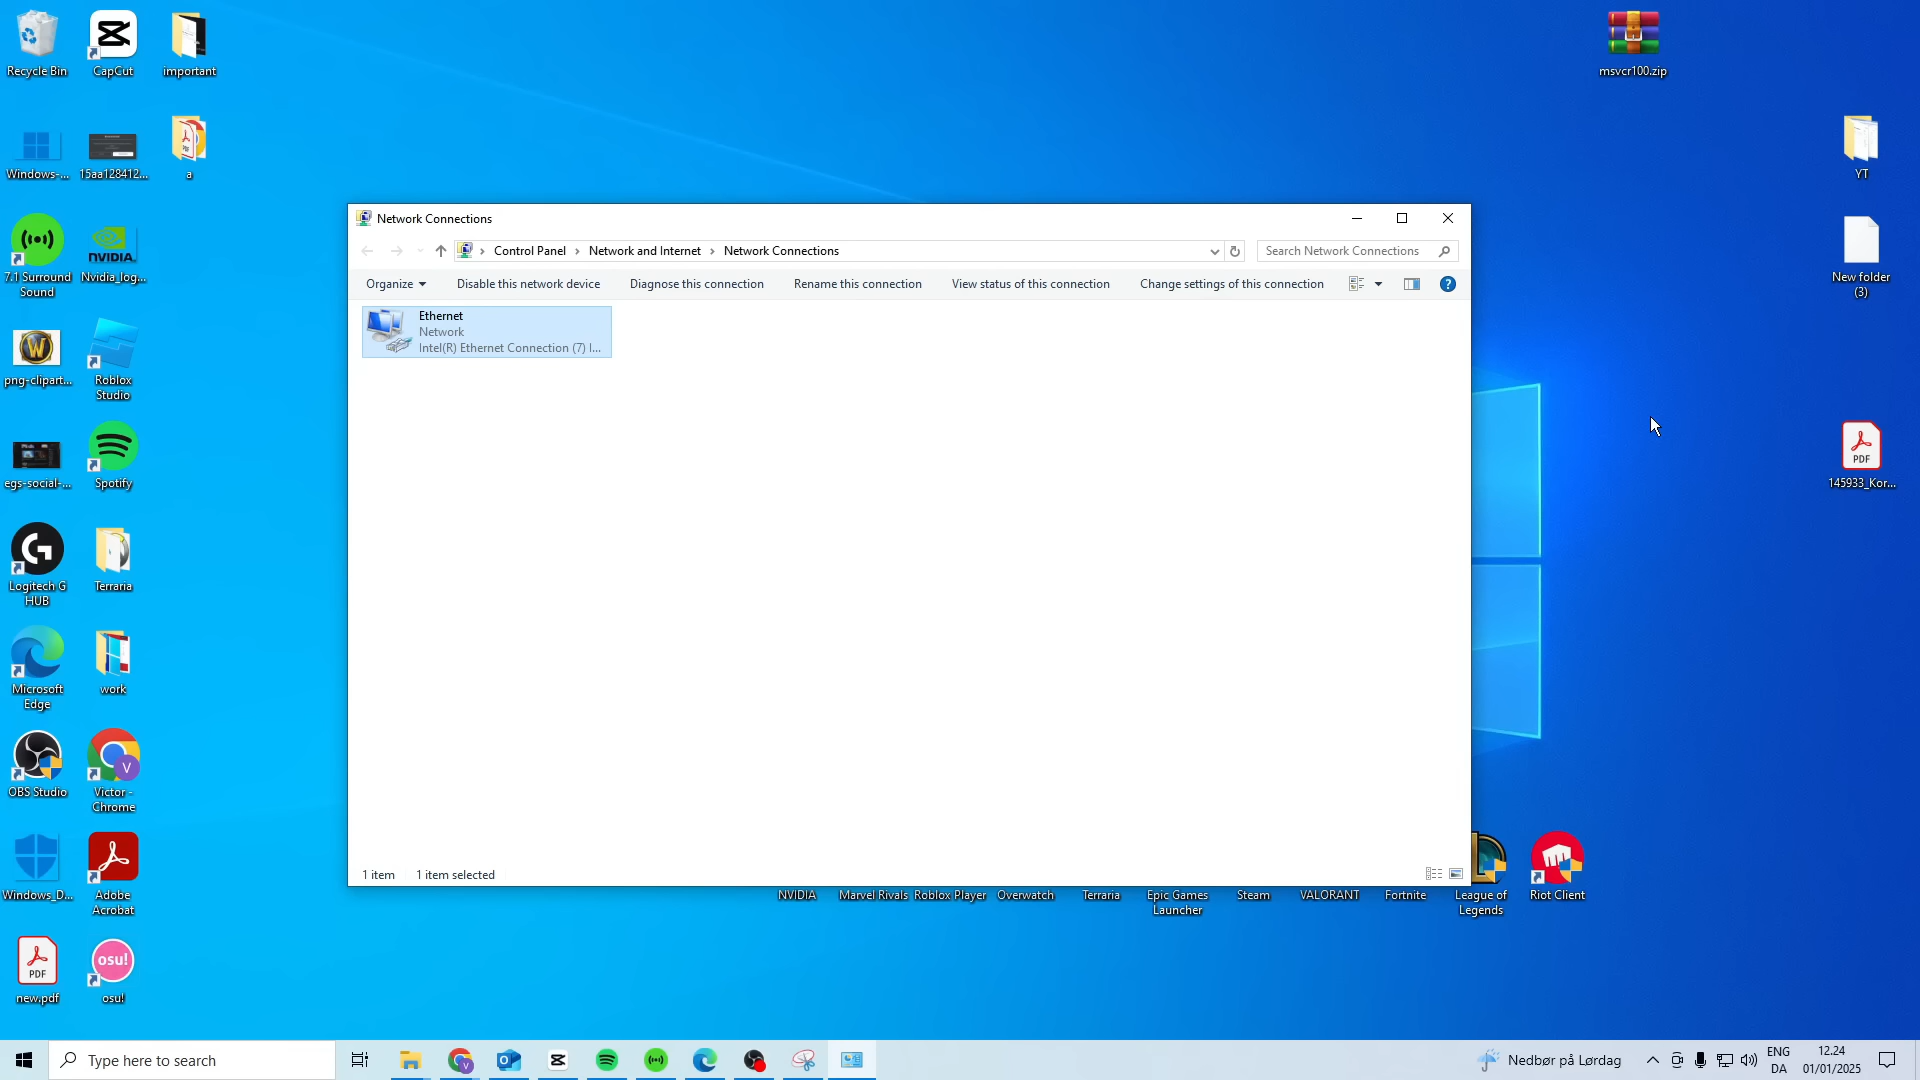 Recycle Bin
CapCut
important
msvcr100.zip
Windows-...
15aa128412...
a
YT
7.1 Surround
Sound
NVIDIA.
Nvidia_log...
New folder
(3)
png-clipart...
Roblox
Studio
egs-social-...
Spotify
PDF
145933_Kor...
Logitech G
HUB
Terraria
Microsoft
Edge
work
OBS Studio
V
Victor -
Chrome
Windows_D...
Adobe
Acrobat
PDF
new.pdf
osu!
osu!
Network Connections
Control Panel
Network and Internet
Network Connections
Search Network Connections
Organize
Disable this network device
Diagnose this connection
Rename this connection
View status of this connection
Change settings of this connection
?
Ethernet
Network
Intel(R) Ethernet Connection (7) I...
1 item
1 item selected
NVIDIA
Marvel Rivals
Roblox Player
Overwatch
Terraria
Epic Games
Launcher
Steam
VALORANT
Fortnite
League of
Legends
Riot Client
Type here to search
Nedbør på Lørdag
ENG
DA
12.24
01/01/2025